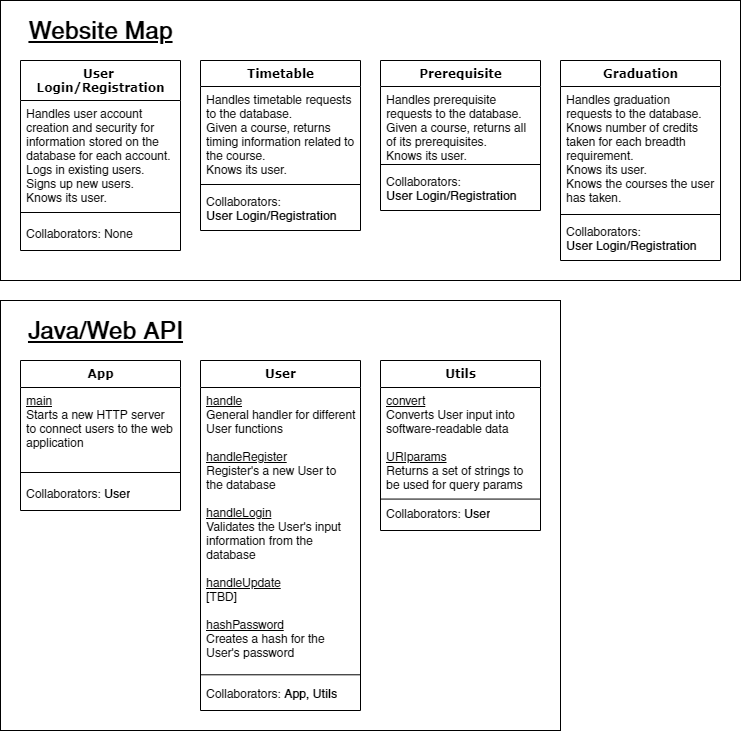 Website Map
User
Login/Registration
Handles user account
creation and security for
information stored on the
database for each account.
Logs in existing users.
Signs up new users.
Knows its user.
Collaborators: None
Timetable
Handles timetable requests
to the database.
Given a course, returns
timing information related to
the course.
Knows its user.
Collaborators:
User Login/Registration
Prerequisite
Handles prerequisite
requests to the database.
Given a course, returns all
of its prerequisites.
Knows its user.
Collaborators:
User Login/Registration
Graduation
Handles graduation
requests to the database.
Knows number of credits
taken for each breadth
requirement.
Knows its user.
Knows the courses the user
has taken.
Collaborators:
User Login/Registration
Java/Web API
App
main
Starts a new HTTP server
to connect users to the web
application
Collaborators: User
User
handle
General handler for different
User functions
handleRegister
Register's a new User to
the database
handleLogin
Validates the User's input
information from the
database
handleUpdate
[TBD]
hashPassword
Creates a hash for the
User's password
Collaborators: App, Utils
Utils
convert
Converts User input into
software-readable data
URIparams
Returns a set of strings to
be used for query params
Collaborators: User